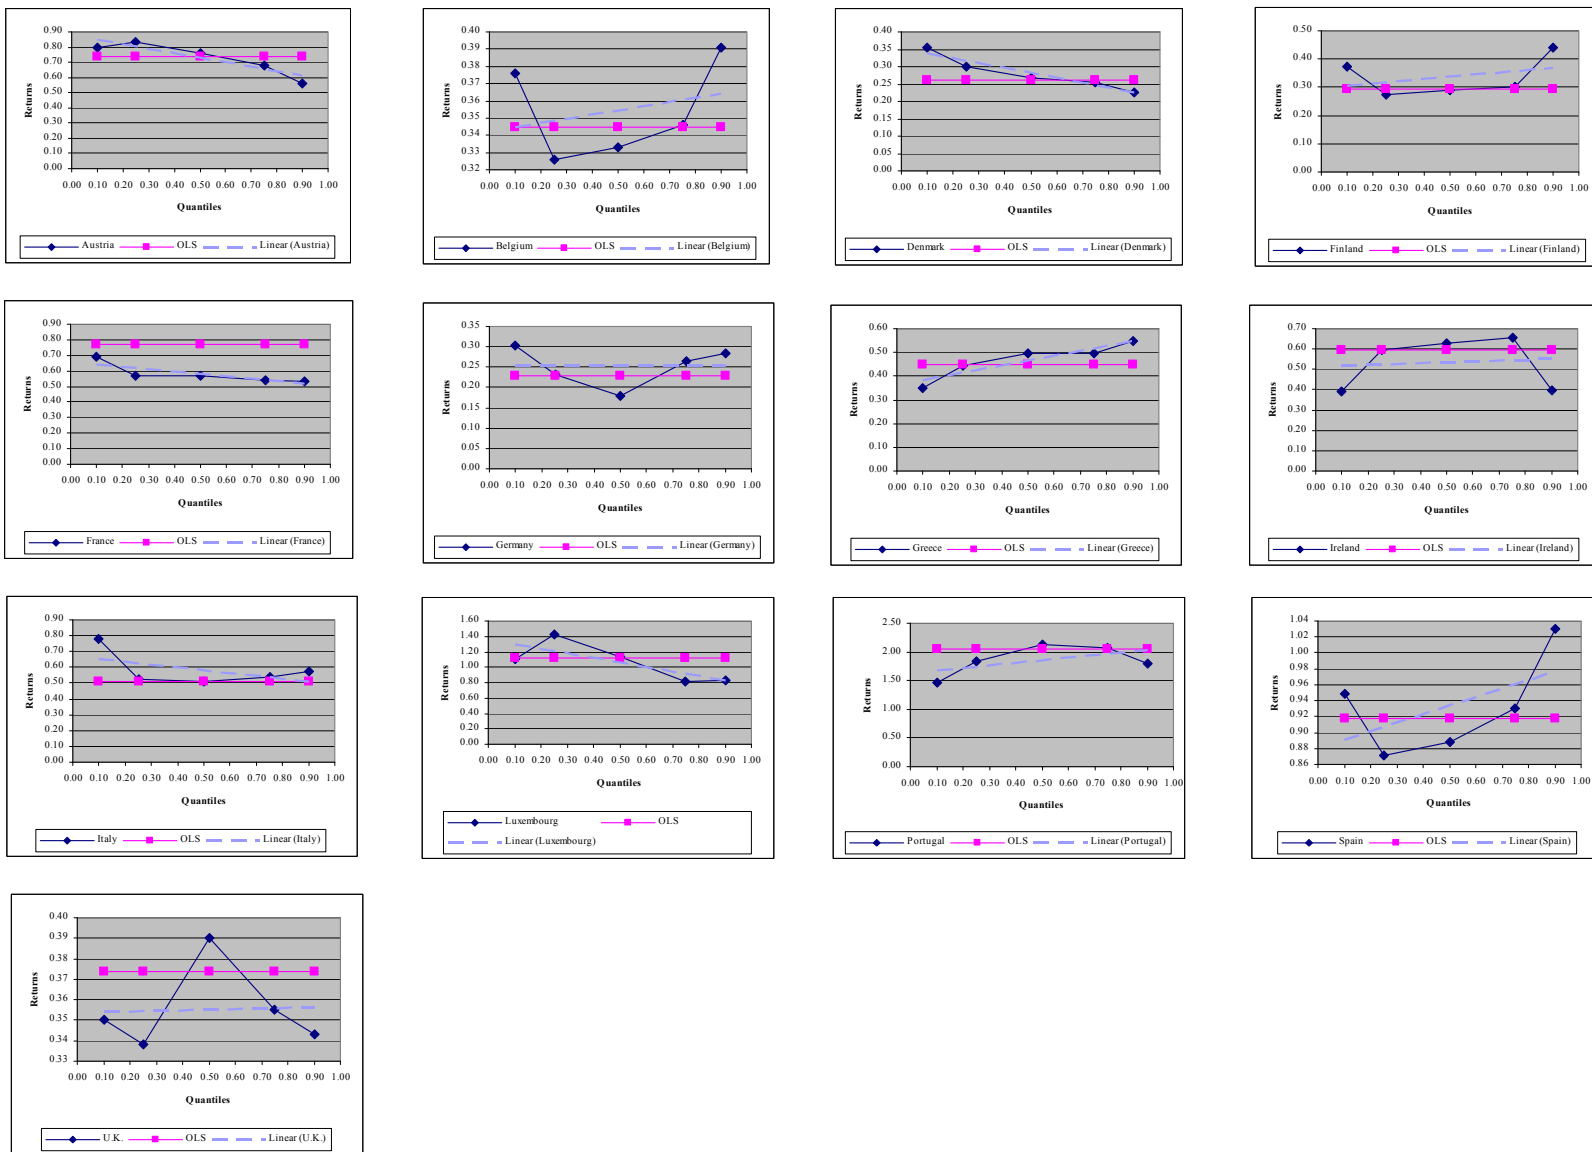 0.90
0.80
0.70
0.60
0.50
0.40
0.30
0.20
0.10
0.00
Returns
0.00 0.10 0.20 0.30 0.40 0.50 0.60 0.70 0.80 0.90 1.00
Quantiles
Austria OLS Linear (Austria)
0.40
0.39
0.37
0.36
0.34
0.33
0.32
Returns
0.00 0.10 0.20 0.30 0.40 0.50 0.60 0.70 0.80 0.90 1.00
Quantiles
Belgium OLS Linear (Belgium)
0.40
0.35
0.30
0.25
0.20
0.15
0.10
0.05
0.00
Returns
0.00 0.10 0.20 0.30 0.40 0.50 0.60 0.70 0.80 0.90 1.00
Quantiles
Denmark OLS Linear (Denmark)
0.50
0.40
0.30
0.20
0.10
0.00
Returns
0.00 0.10 0.20 0.30 0.40 0.50 0.60 0.70 0.80 0.90 1.00
Quantiles
Finland OLS Linear (Finland)
0.90
0.80
0.70
0.60
0.50
0.40
0.30
0.20
0.10
0.00
Returns
0.00 0.10 0.20 0.30 0.40 0.50 0.60 0.70 0.80 0.90 1.00
Quantiles
France OLS Linear (France)
0.35
0.30
0.25
0.20
0.15
0.10
0.05
0.00
Returns
0.00 0.10 0.20 0.30 0.40 0.50 0.60 0.70 0.80 0.90 1.00
Quantiles
Germany OLS Linear (Germany)
0.60
0.50
0.40
0.30
0.20
0.10
0.00
Returns
0.00 0.10 0.20 0.30 0.40 0.50 0.60 0.70 0.80 0.90 1.00
Quantiles
Greece OLS Linear (Greece)
0.70
0.60
0.50
0.40
0.30
0.20
0.10
0.00
Returns
0.00 0.10 0.20 0.30 0.40 0.50 0.60 0.70 0.80 0.90 1.00
Quantiles
Ireland OLS Linear (Ireland)
0.90
0.80
0.70
0.60
0.50
0.40
0.30
0.20
0.10
0.00
Returns
0.00 0.10 0.20 0.30 0.40 0.50 0.60 0.70 0.80 0.90 1.00
Quantiles
Italy OLS Linear (Italy)
1.60
1.40
1.20
1.00
0.80
0.60
0.40
0.20
0.00
Returns
0.00 0.10 0.20 0.30 0.40 0.50 0.60 0.70 0.80 0.90 1.00
Quantiles
Luxembourg OLS
Linear (Luxembourg)
2.50
2.00
1.50
1.00
0.50
0.00
Returns
0.00 0.10 0.20 0.30 0.40 0.50 0.60 0.70 0.80 0.90 1.00
Quantiles
Portugal OLS Linear (Portugal)
1.04
1.02
1.00
0.98
0.96
0.94
0.92
0.90
0.88
0.86
Returns
0.00 0.10 0.20 0.30 0.40 0.50 0.60 0.70 0.80 0.90 1.00
Quantiles
Spain OLS Linear (Spain)
0.40
0.39
0.38
0.37
0.36
0.35
0.34
0.33
Returns
0.00 0.10 0.20 0.30 0.40 0.50 0.60 0.70 0.80 0.90 1.00
Quantiles
U.K. OLS Linear (U.K.)